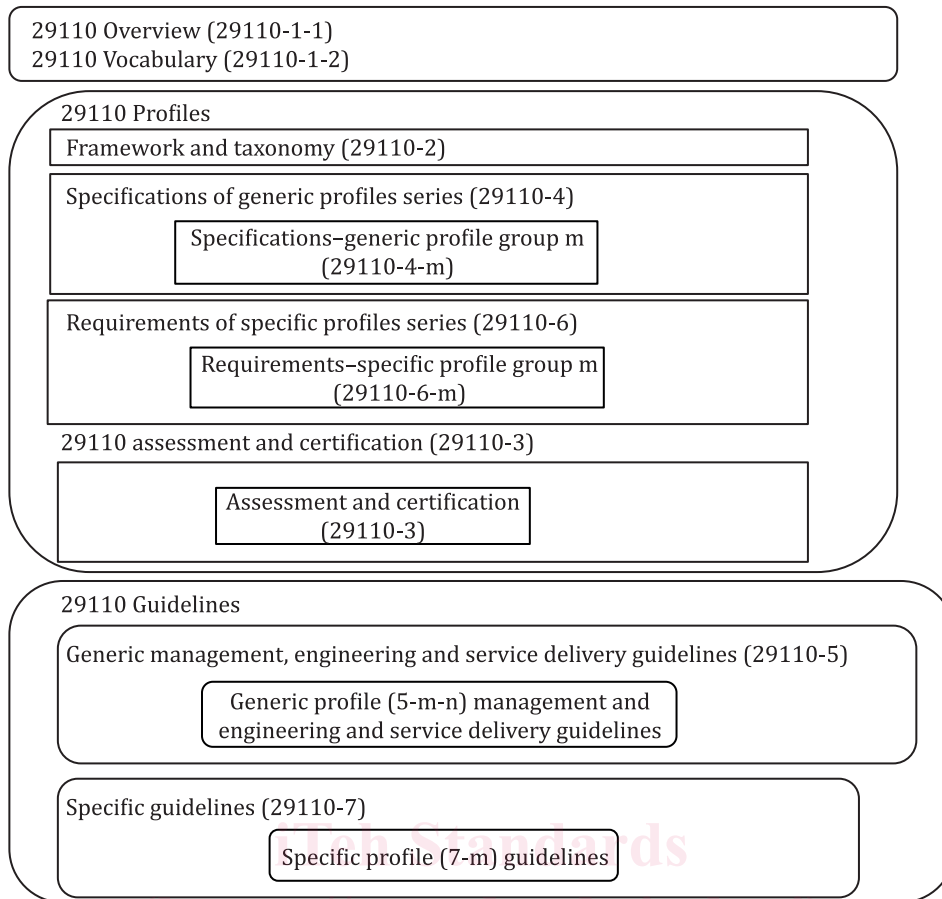 29110 Overview (29110-1-1)
29110 Vocabulary (29110-1-2)
29110 Profiles
Framework and taxonomy (29110-2)
Specifications of generic profiles series (29110-4)
Specifications–generic profile group m
(29110-4-m)
Requirements of specific profiles series (29110-6)
Requirements–specific profile group m
(29110-6-m)
29110 assessment and certification (29110-3)
Assessment and certification
(29110-3)
29110 Guidelines
Generic management, engineering and service delivery guidelines (29110-5)
Generic profile (5-m-n) management and
engineering and service delivery guidelines
Specific guidelines (29110-7)
iTeh Standards
Specific profile (7-m) guidelines